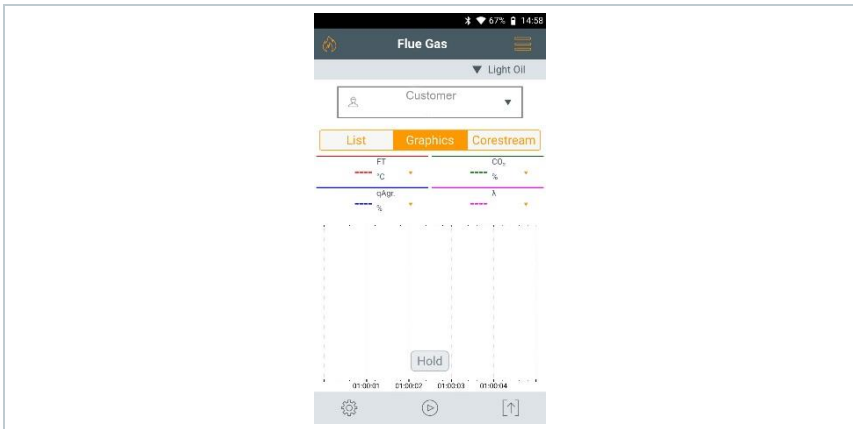 67% 14:58
Flue Gas
▼ Light Oil
Customer
List Graphics Corestream
FT CO₂
---- °C ---- %
qAgr. λ
---- % ----
Hold
01:00:01 01:00:02 01:00:03 01:00:04